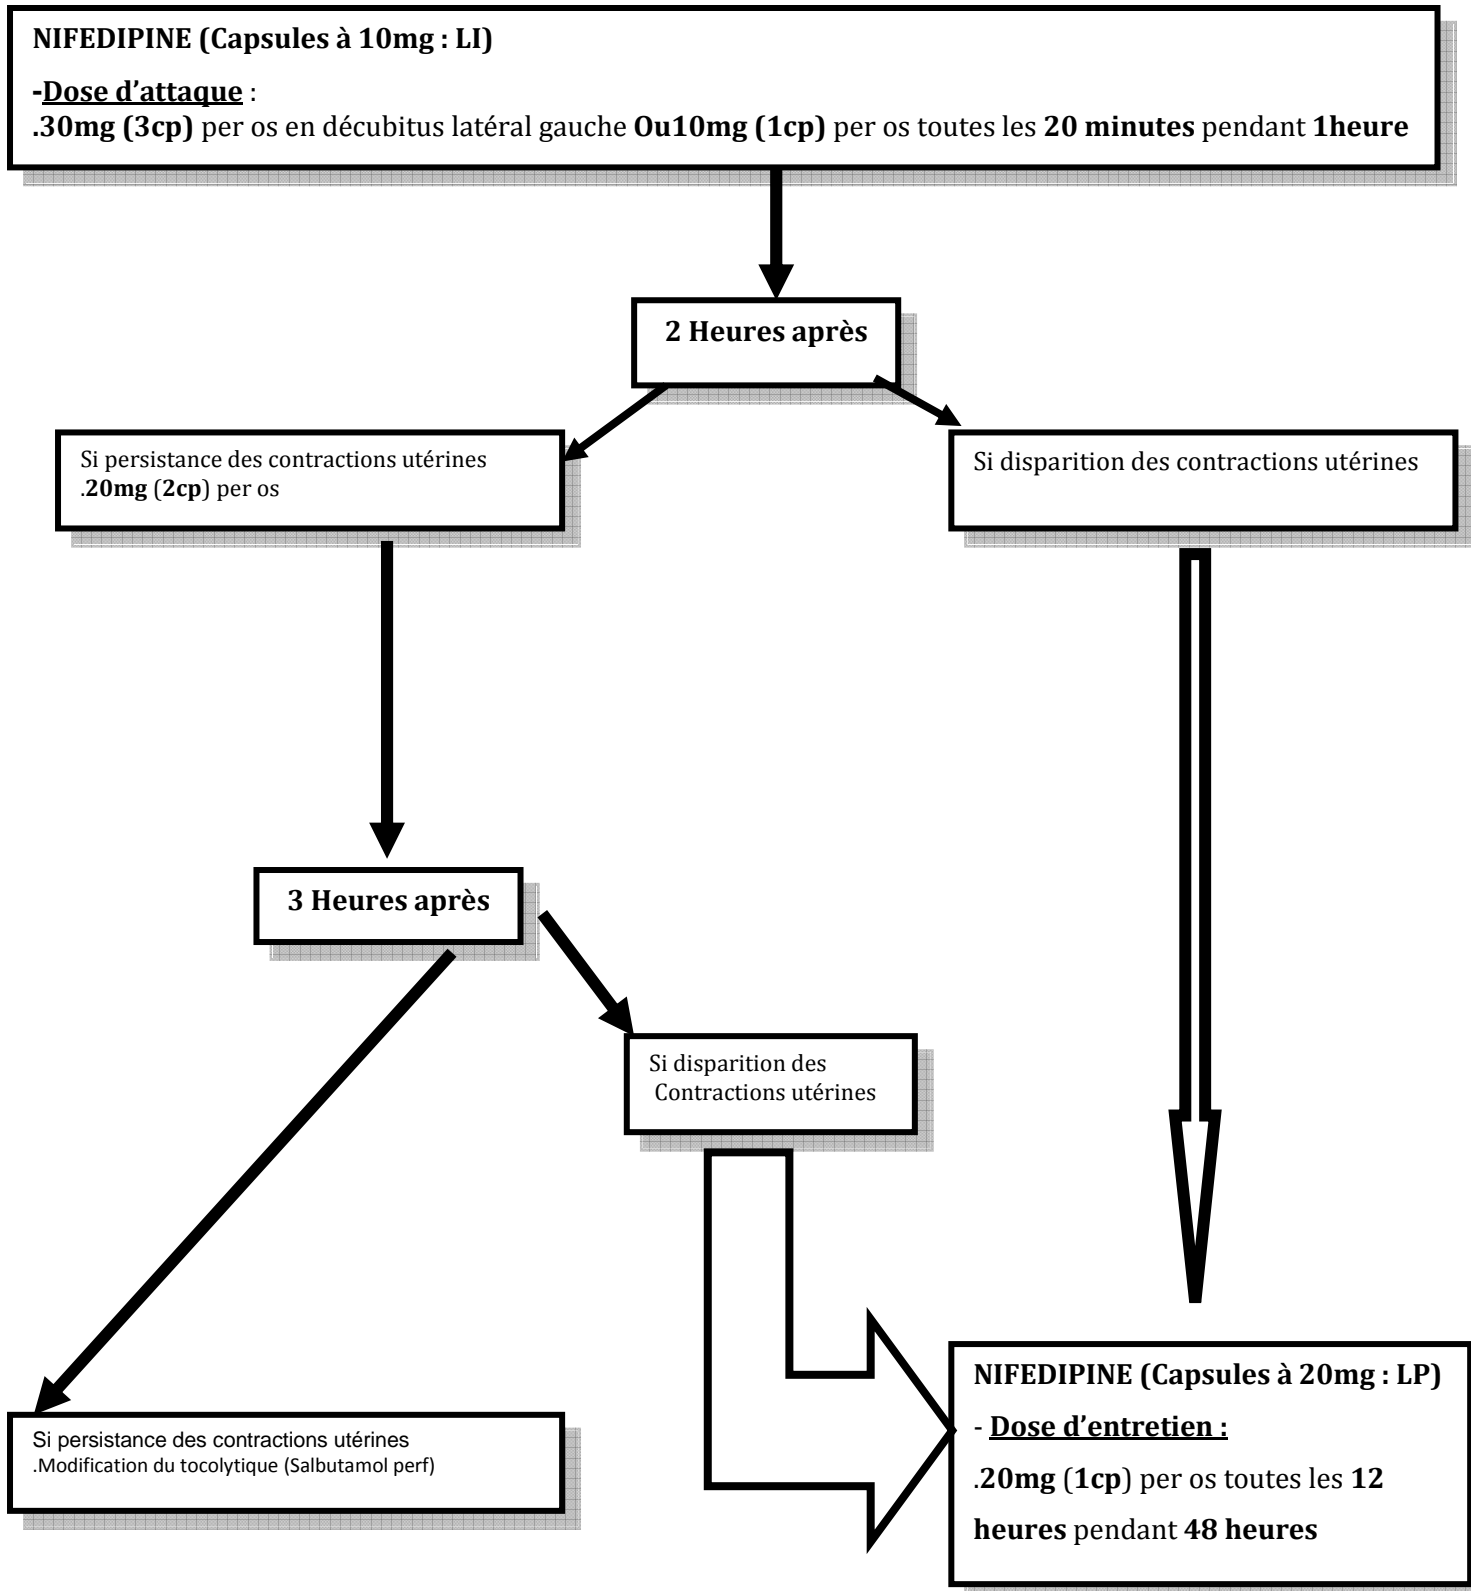 NIFEDIPINE (Capsules à 10mg : LI)
-Dose d’attaque :
.30mg (3cp) per os en décubitus latéral gauche Ou10mg (1cp) per os toutes les 20 minutes pendant 1heure
2 Heures après
Si persistance des contractions utérines
.20mg (2cp) per os
Si disparition des contractions utérines
3 Heures après
Si disparition des
Contractions utérines
Si persistance des contractions utérines
.Modification du tocolytique (Salbutamol perf)
NIFEDIPINE (Capsules à 20mg : LP)
- Dose d’entretien :
.20mg (1cp) per os toutes les 12
heures pendant 48 heures